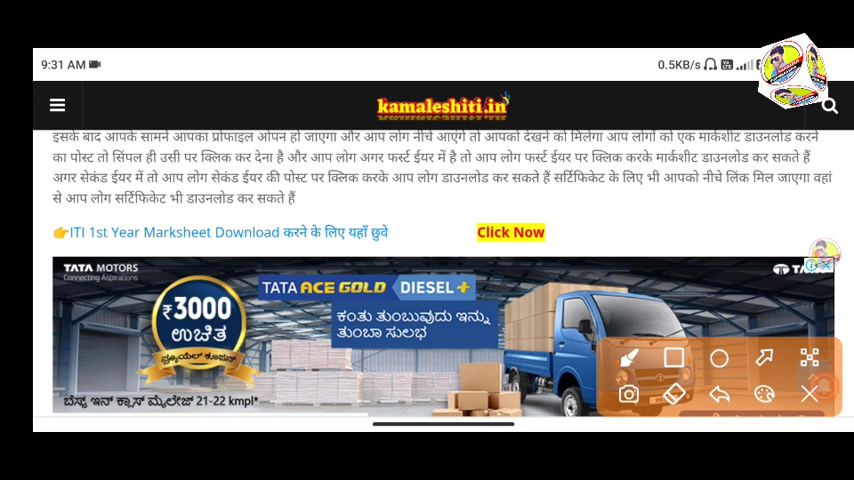 9:31 AM
0.5KB/s
kamaleshiti.in
इसके बाद आपके सामने आपका प्रोफाइल ओपन हो जाएगा और आप लोग नीचे आएंगे तो आपको देखने को मिलेगा आप लोगों को एक मार्कशीट डाउनलोड करने
का पोस्ट तो सिंपल ही उसी पर क्लिक कर देना है और आप लोग अगर फर्स्ट ईयर में है तो आप लोग फर्स्ट ईयर पर क्लिक करके मार्कशीट डाउनलोड कर सकते हैं
अगर सेकंड ईयर में तो आप लोग सेकंड ईयर की पोस्ट पर क्लिक करके आप लोग डाउनलोड कर सकते हैं सर्टिफिकेट के लिए भी आपको नीचे लिंक मिल जाएगा वहां
से आप लोग सर्टिफिकेट भी डाउनलोड कर सकते हैं
👉ITI 1st Year Marksheet Download करने के लिए यहाँ छुवे Click Now
TATA MOTORS
Connecting Aspirations
TATA ACE GOLD DIESEL+
₹3000
ಉಚಿತ
ಫ್ಯೂಯೆಲ್ ಕೂಪನ್*
ಕಂತು ತುಂಬುವುದು ಇನ್ನು
ತುಂಬಾ ಸುಲಭ
ಬೆಸ್ಟ್ ಇನ್ ಕ್ಲಾಸ್ ಮೈಲೇಜ್ 21-22 kmpl*